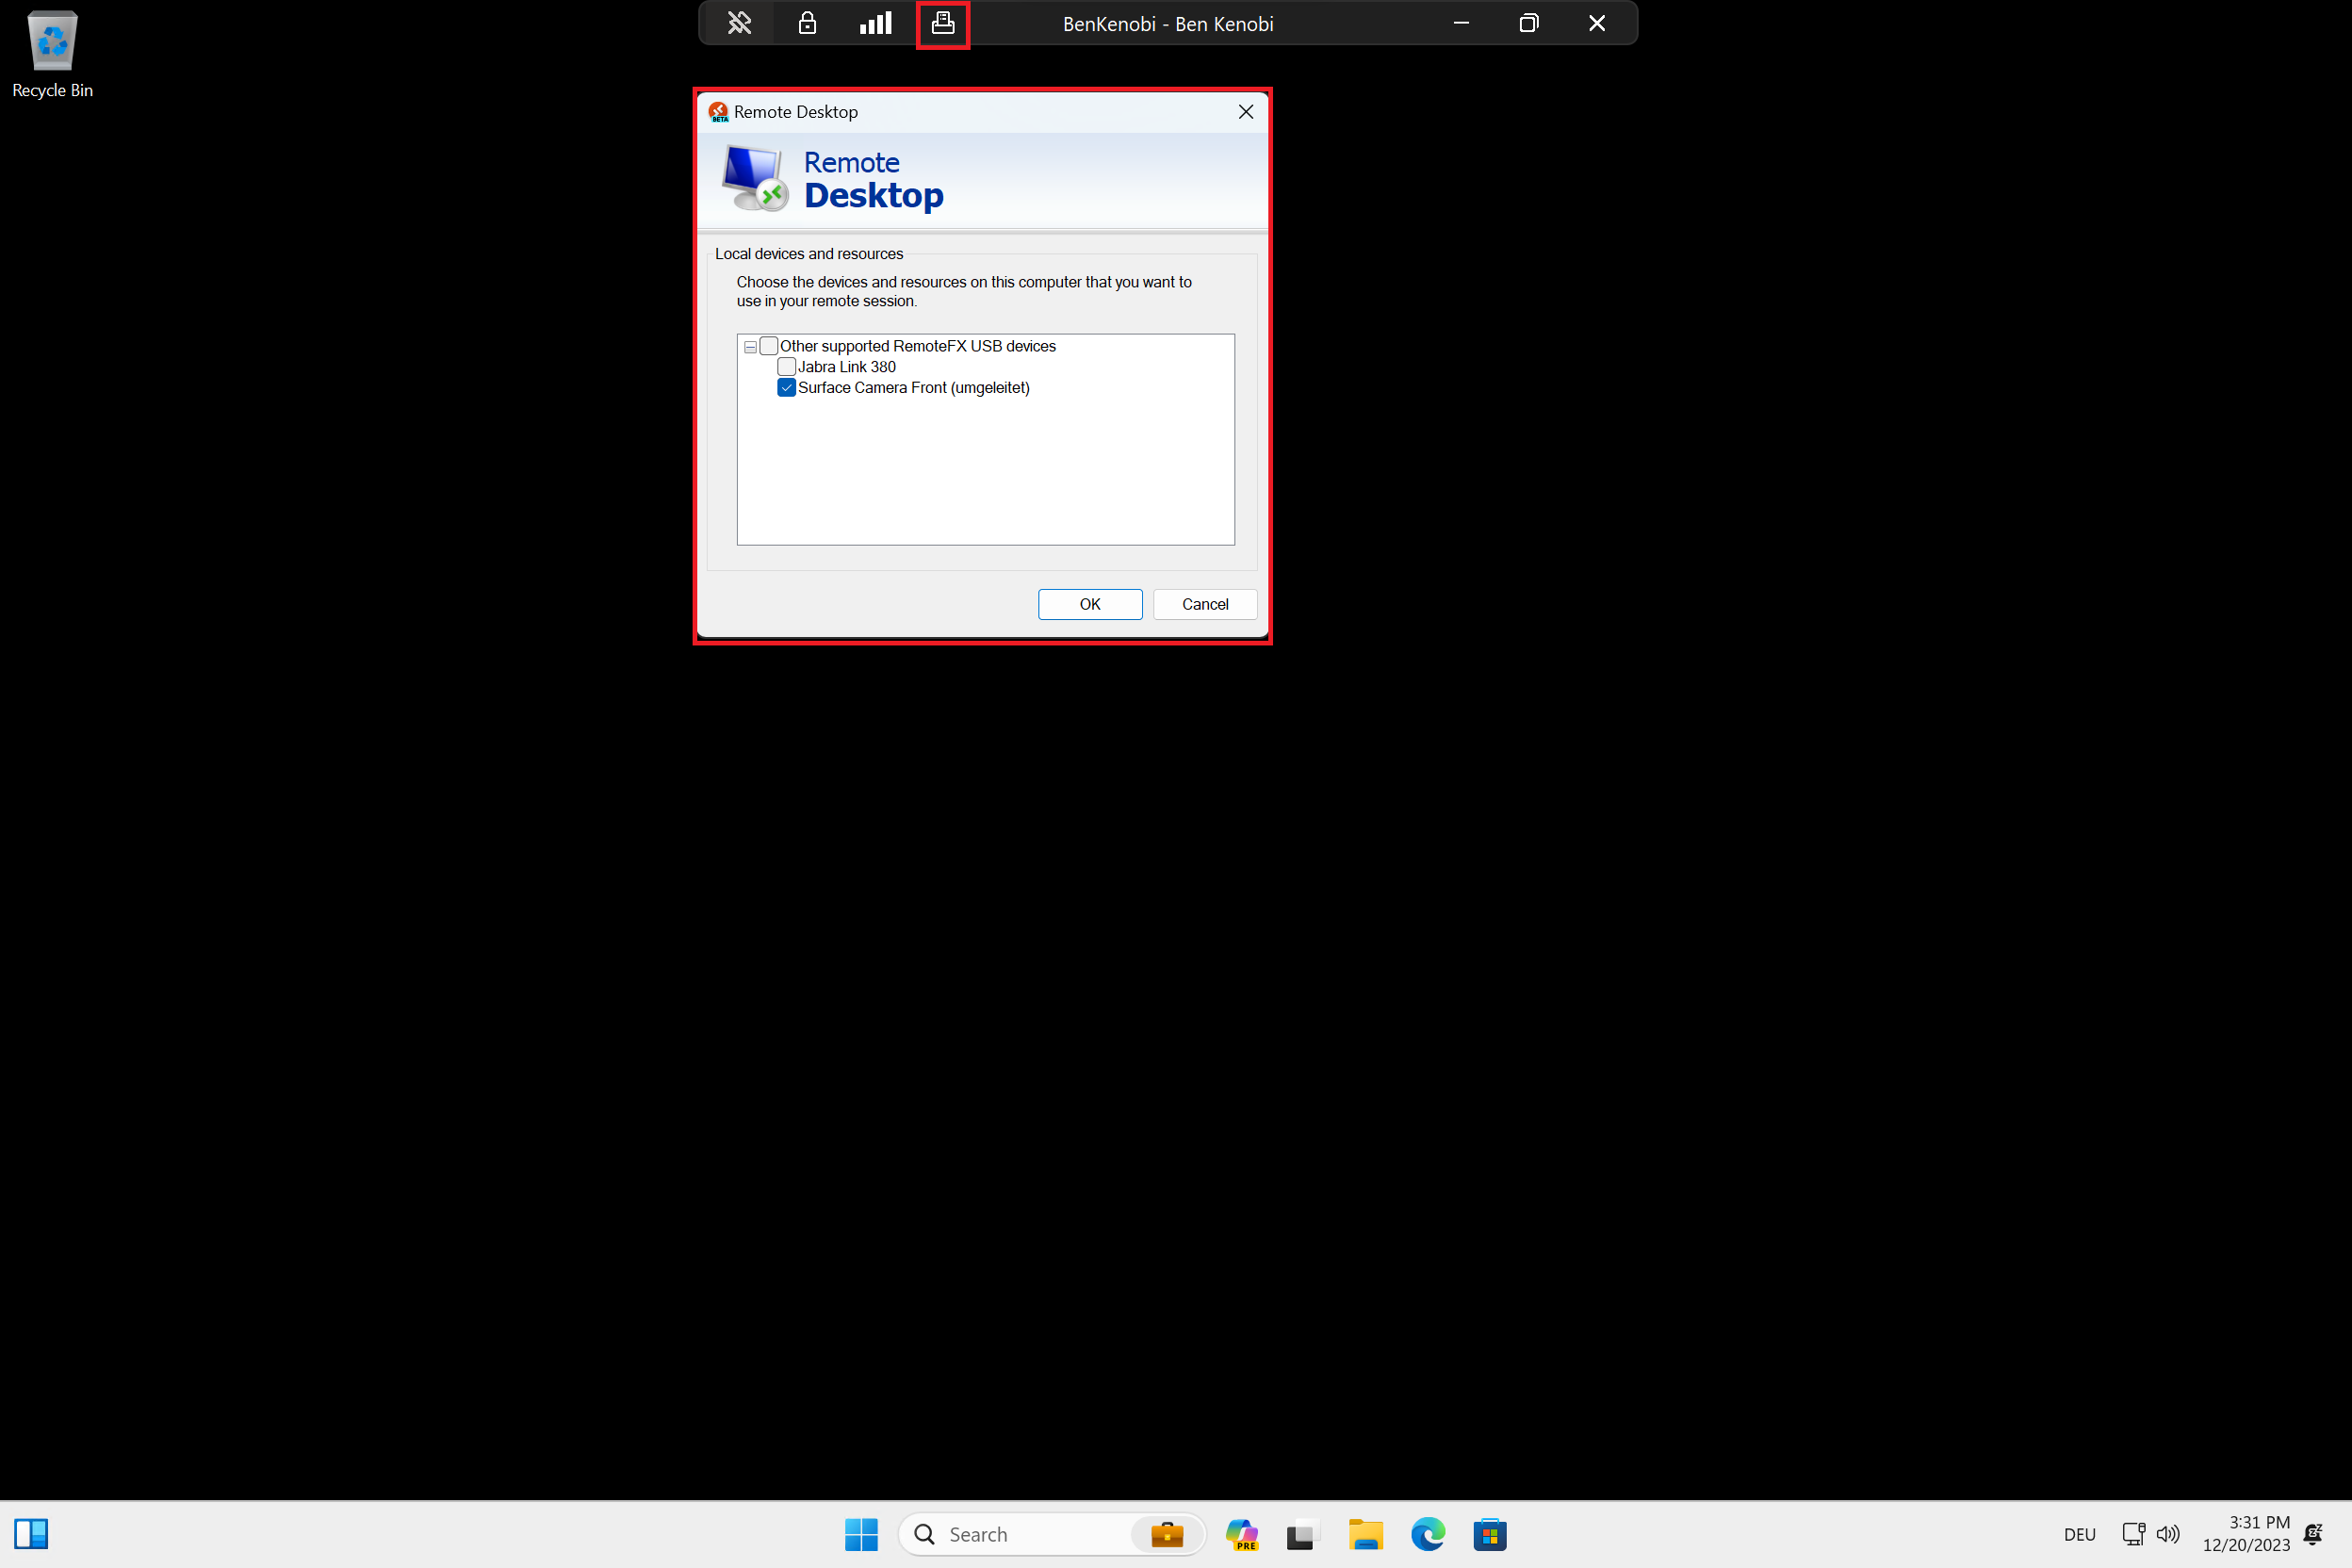 Recycle Bin
BenKenobi - Ben Kenobi
BETA
Remote Desktop
Remote
Desktop
Local devices and resources
Choose the devices and resources on this computer that you want to
use in your remote session.
Other supported RemoteFX USB devices
Jabra Link 380
Surface Camera Front (umgeleitet)
OK
Cancel
Search
PRE
DEU
3:31 PM
12/20/2023